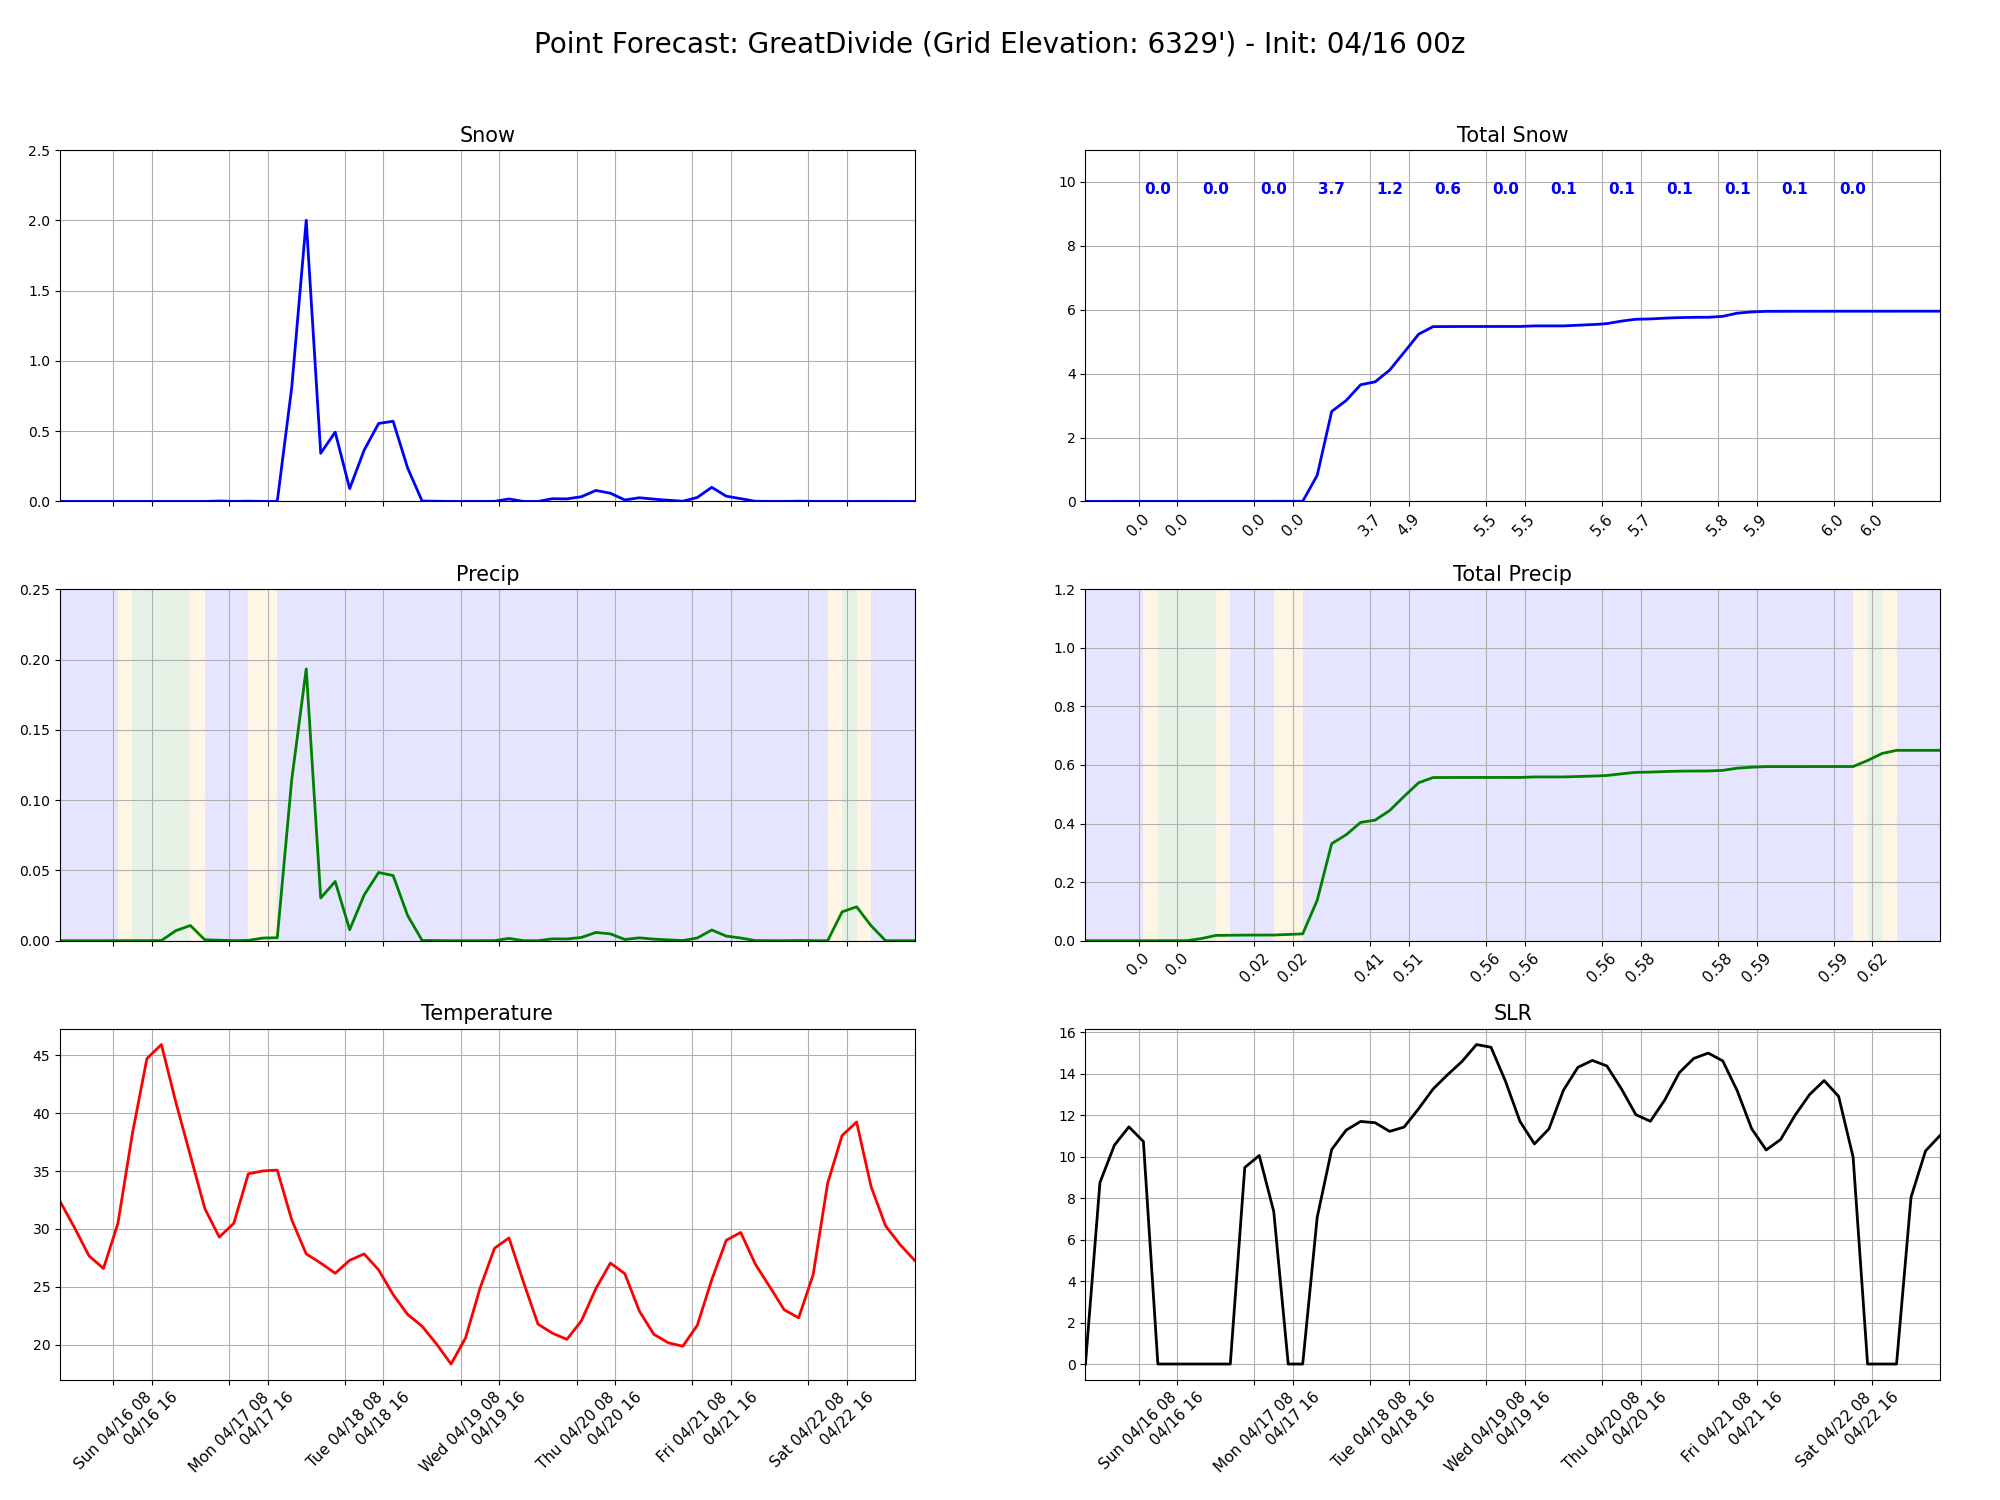 Point Forecast: GreatDivide (Grid Elevation: 6329') - Init: 04/16 00z
Snow
2.5
2.0
1.5
1.0
0.5
0.0
Total Snow
10
8
6
4
2
0
0.0 0.0 0.0 3.7 1.2 0.6 0.0 0.1 0.1 0.1 0.1 0.1 0.0
0.0 0.0 0.0 0.0 3.7 4.9 5.5 5.5 5.6 5.7 5.8 5.9 6.0 6.0
Precip
0.25
0.20
0.15
0.10
0.05
0.00
Total Precip
1.2
1.0
0.8
0.6
0.4
0.2
0.0
0.0 0.0 0.02 0.02 0.41 0.51 0.56 0.56 0.56 0.58 0.58 0.59 0.59 0.62
Temperature
45
40
35
30
25
20
Sun 04/16 08
04/16 16
Mon 04/17 08
04/17 16
Tue 04/18 08
04/18 16
Wed 04/19 08
04/19 16
Thu 04/20 08
04/20 16
Fri 04/21 08
04/21 16
Sat 04/22 08
04/22 16
SLR
16
14
12
10
8
6
4
2
0
Sun 04/16 08
04/16 16
Mon 04/17 08
04/17 16
Tue 04/18 08
04/18 16
Wed 04/19 08
04/19 16
Thu 04/20 08
04/20 16
Fri 04/21 08
04/21 16
Sat 04/22 08
04/22 16